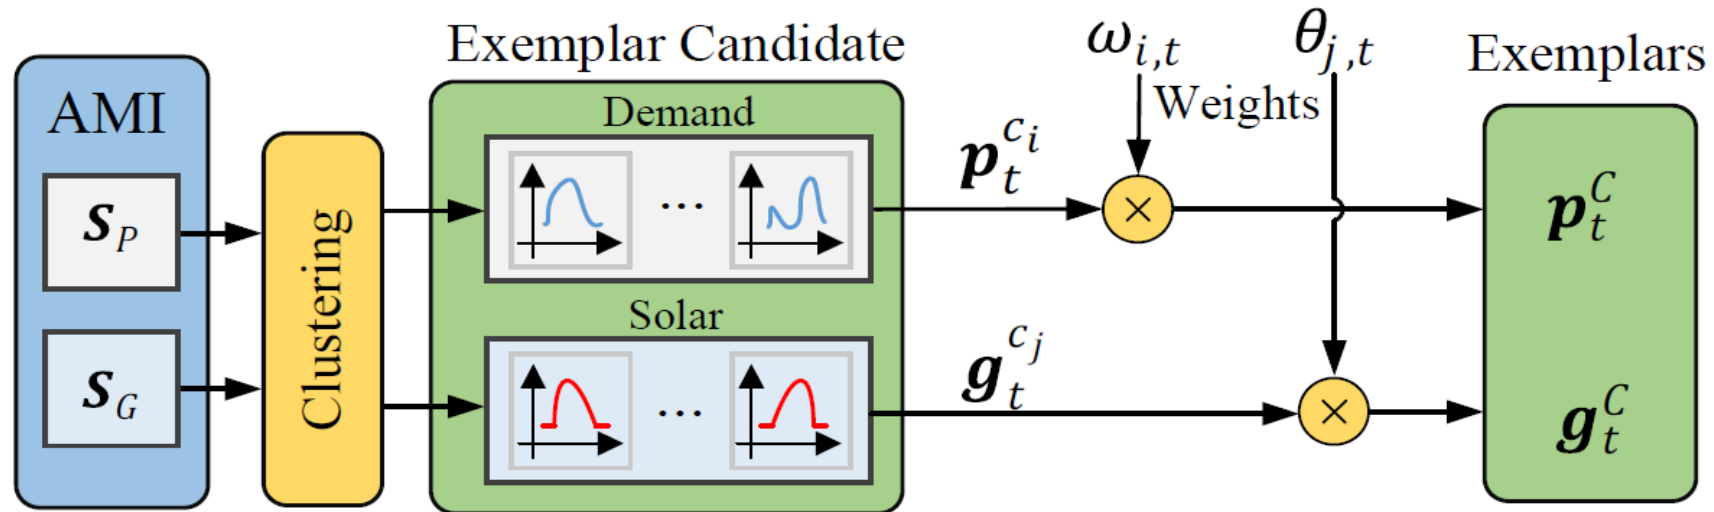 AMI
S_P
S_G
Clustering
Exemplar Candidate
Demand
...
Solar
...
p_t^{c_i}
g_t^{c_j}
ω_{i,t}
θ_{j,t}
Weights
×
×
Exemplars
p_t^C
g_t^C